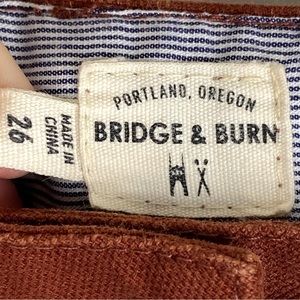 PORTLAND, OREGON
BRIDGE & BURN
26
MADE IN
CHINA